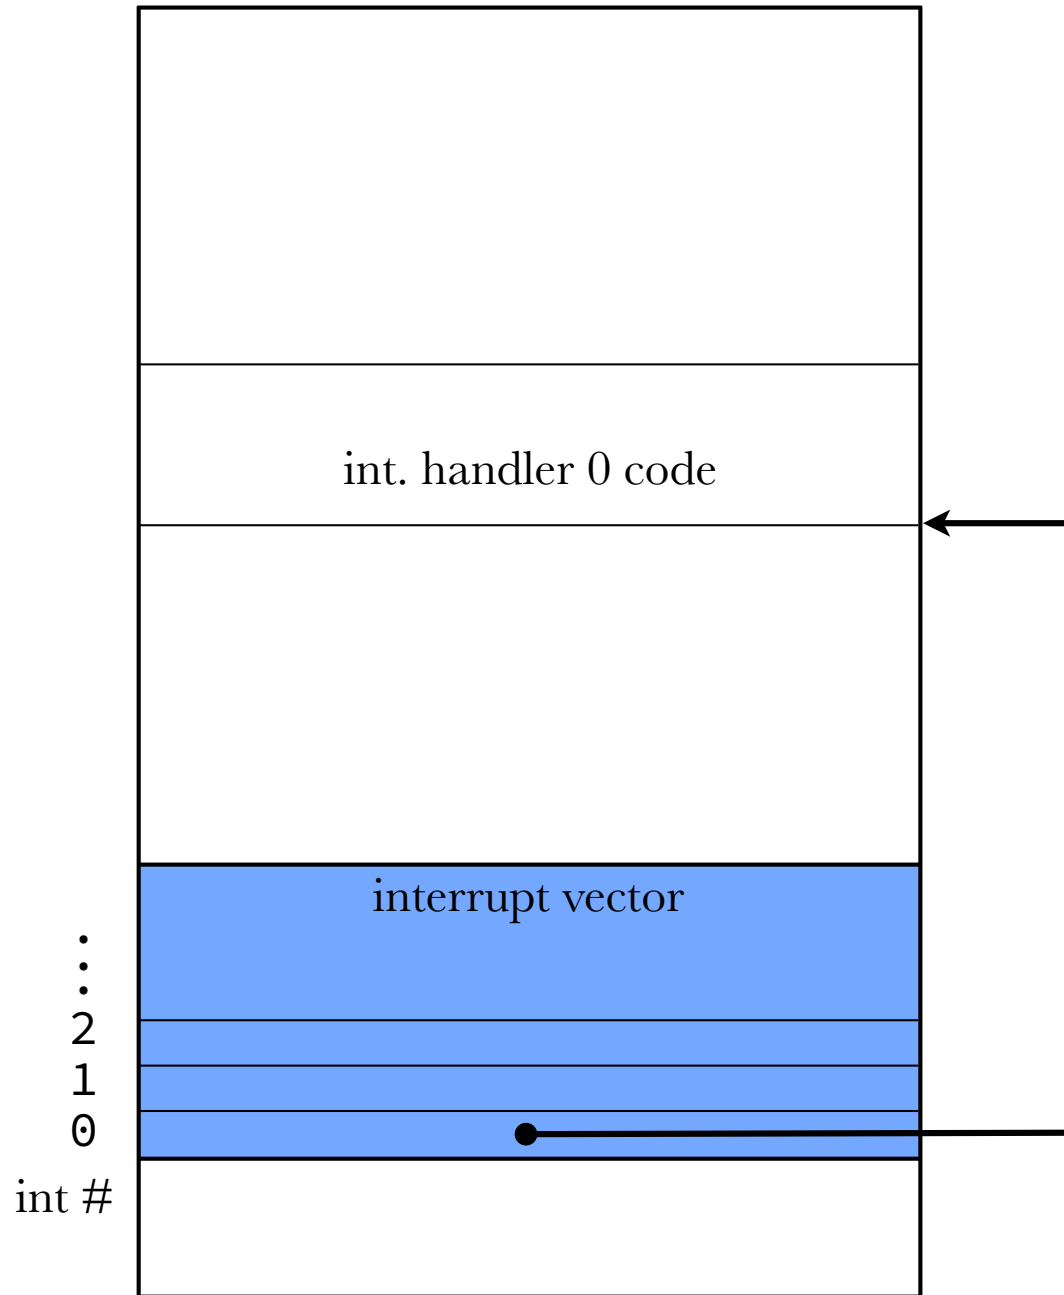 int. handler 0 code
interrupt vector
⋮
2
1
0
int #